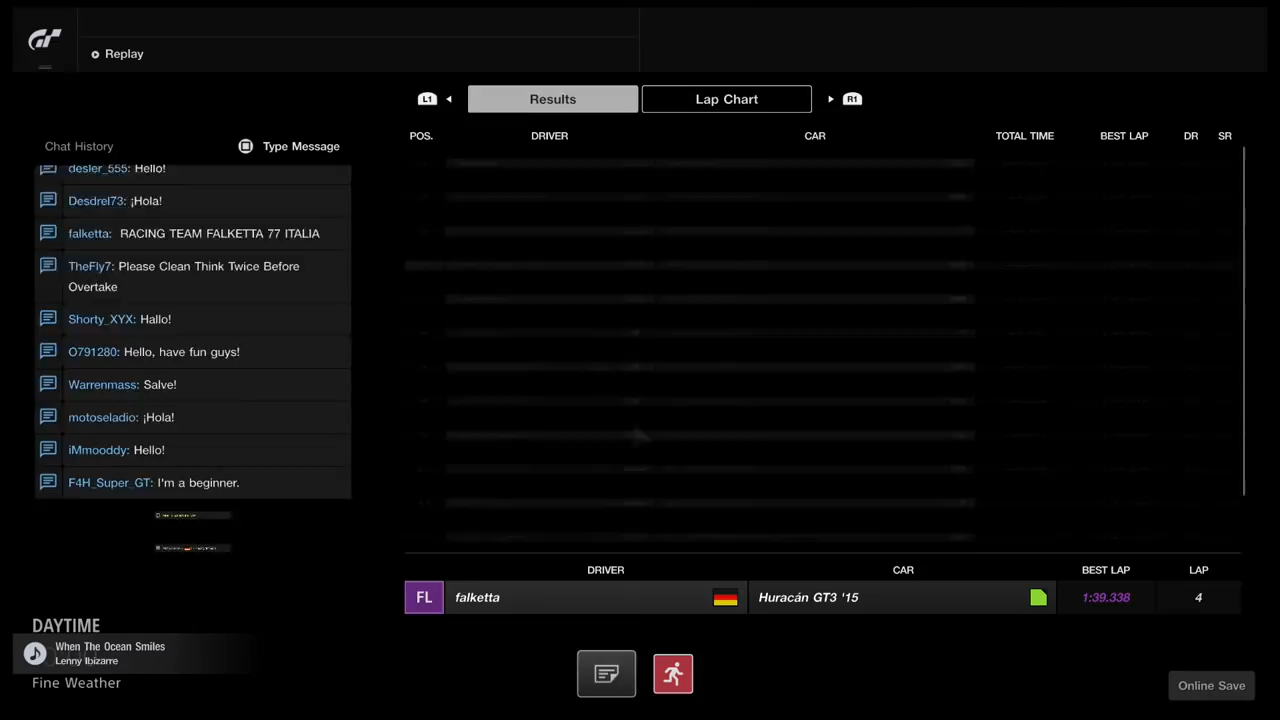 Replay
L1
Results
Lap Chart
R1
Chat History
Type Message
POS.
DRIVER
CAR
TOTAL TIME
BEST LAP
DR
SR
desler_555: Hello!
Desdrel73: ¡Hola!
falketta: RACING TEAM FALKETTA 77 ITALIA
TheFly7: Please Clean Think Twice Before
Overtake
Shorty_XYX: Hallo!
O791280: Hello, have fun guys!
Warrenmass: Salve!
motoseladio: ¡Hola!
iMmooddy: Hello!
F4H_Super_GT: I'm a beginner.
DRIVER
CAR
BEST LAP
LAP
FL
falketta
Huracán GT3 '15
1:39.338
4
DAYTIME
When The Ocean Smiles
Lenny Ibizarre
Fine Weather
Online Save